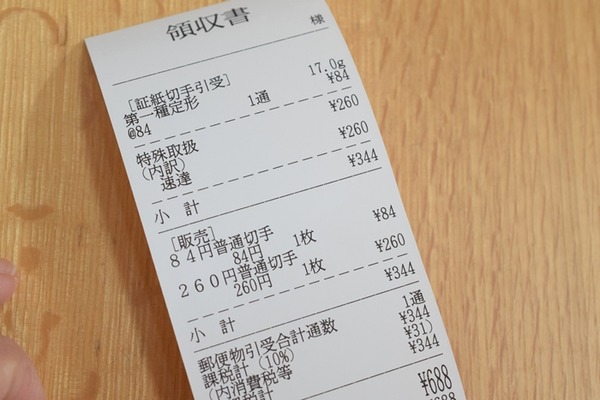 領収書
様
[証紙切手引受]
第一種定形 17.0g
@84 1通 ¥84
¥260
特殊取扱
(内訳) ¥260
速達
小 計 ¥344
[販売]
84円普通切手
84円 1枚 ¥84
260円普通切手
260円 1枚 ¥260
小 計 ¥344
郵便物引受合計通数 1通
課税計(10%) ¥344
(内消費税等 ¥31)
¥344
¥688